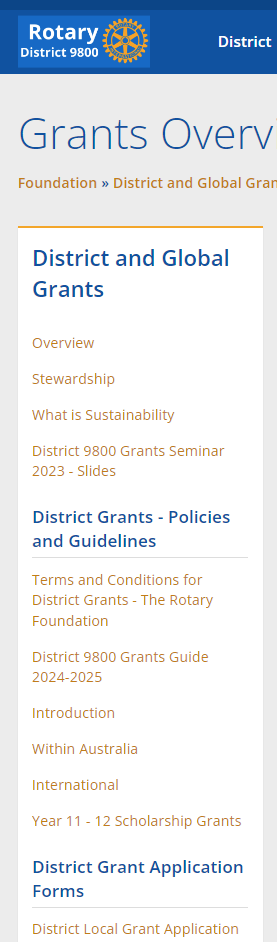 Rotary
District 9800
District
Grants Overvi
Foundation » District and Global Gran
District and Global
Grants
Overview
Stewardship
What is Sustainability
District 9800 Grants Seminar
2023 - Slides
District Grants - Policies
and Guidelines
Terms and Conditions for
District Grants - The Rotary
Foundation
District 9800 Grants Guide
2024-2025
Introduction
Within Australia
International
Year 11 - 12 Scholarship Grants
District Grant Application
Forms
District Local Grant Application